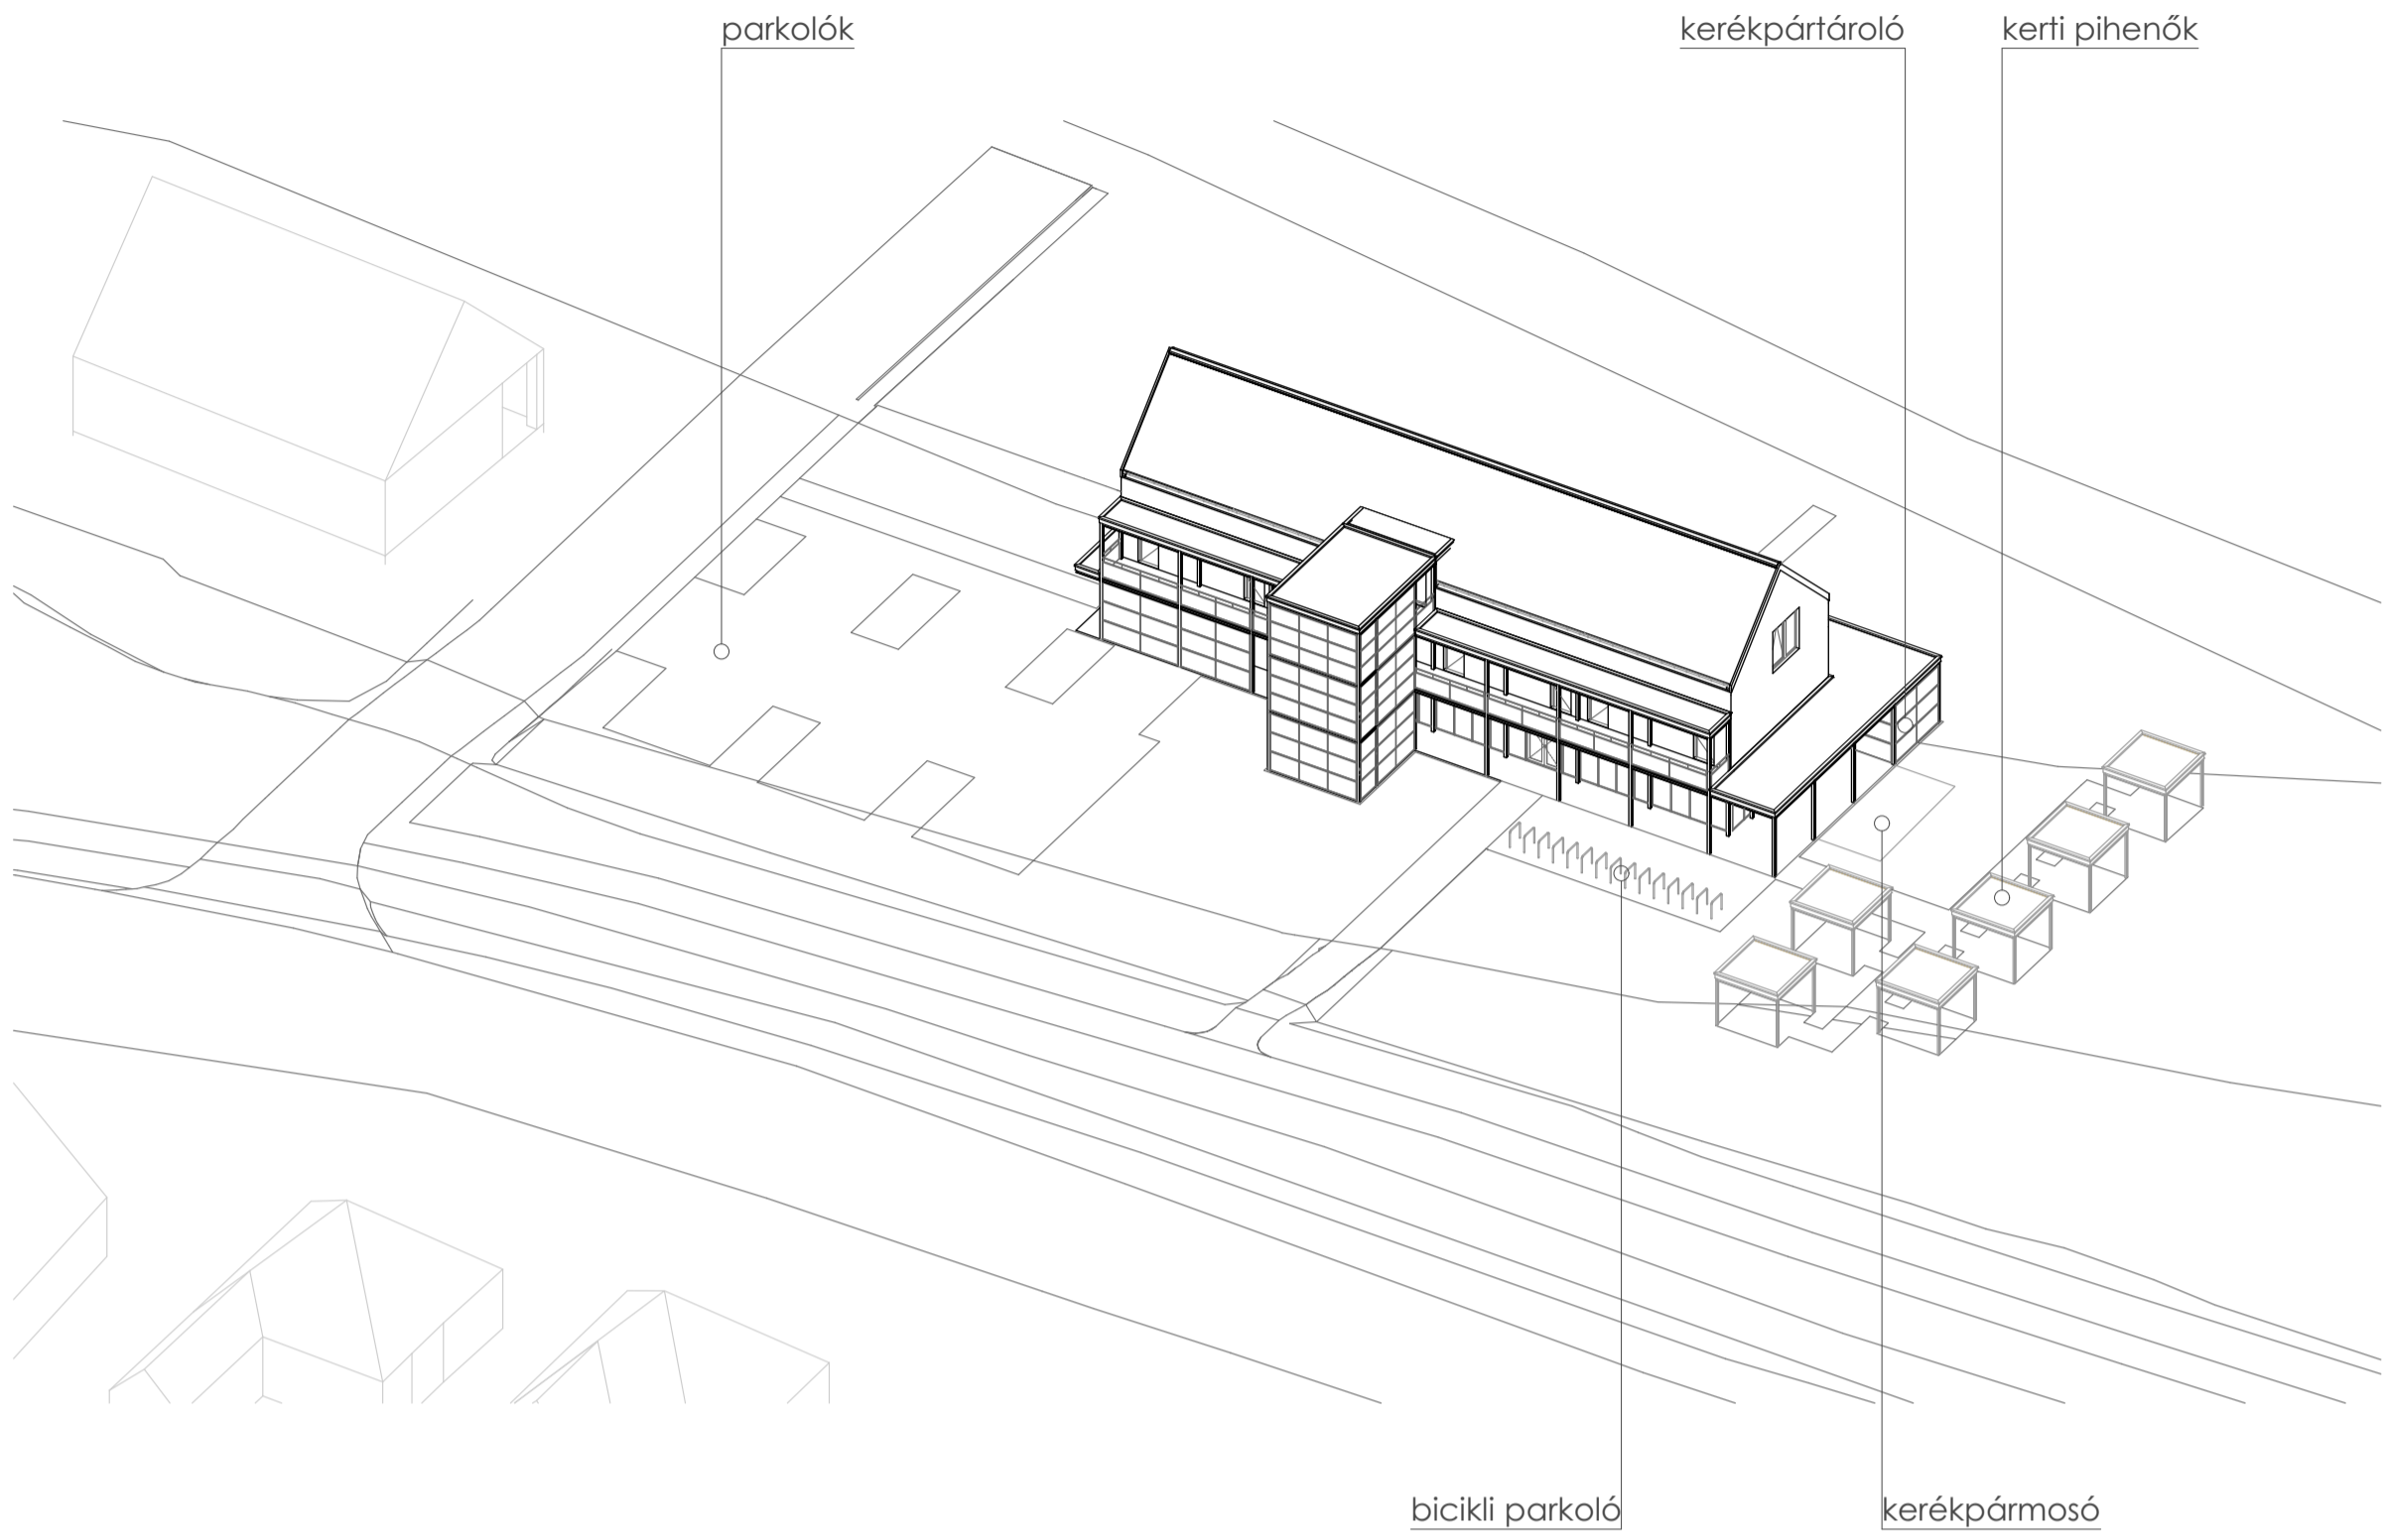 parkolók
kerékpártároló
kerti pihenők
bicikli parkoló
kerékpármosó